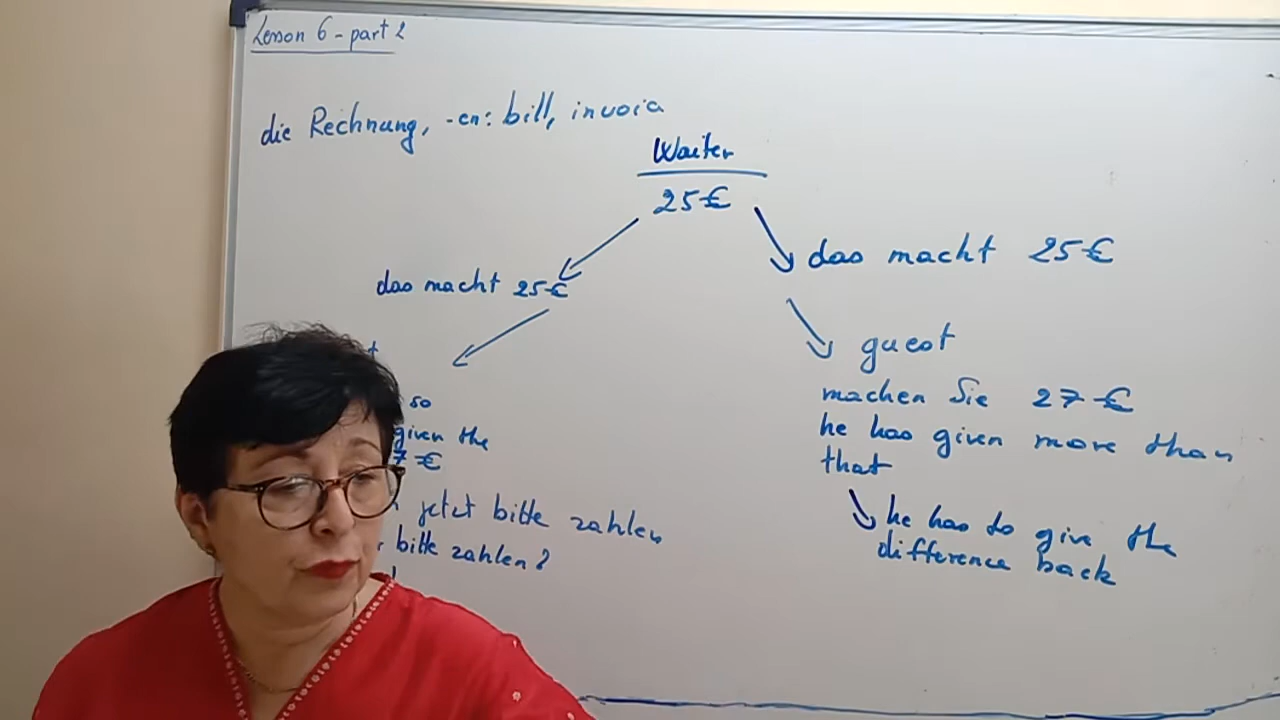 Lesson 6 - part 2
die Rechnung, -en: bill, invoia
Waiter
25€
das macht 25€
das macht 25€
guest
machen Sie 27€
he has given more than
that
he has to give the
difference back
so
given the
7€
jetzt bitte zahlen
bitte zahlen?